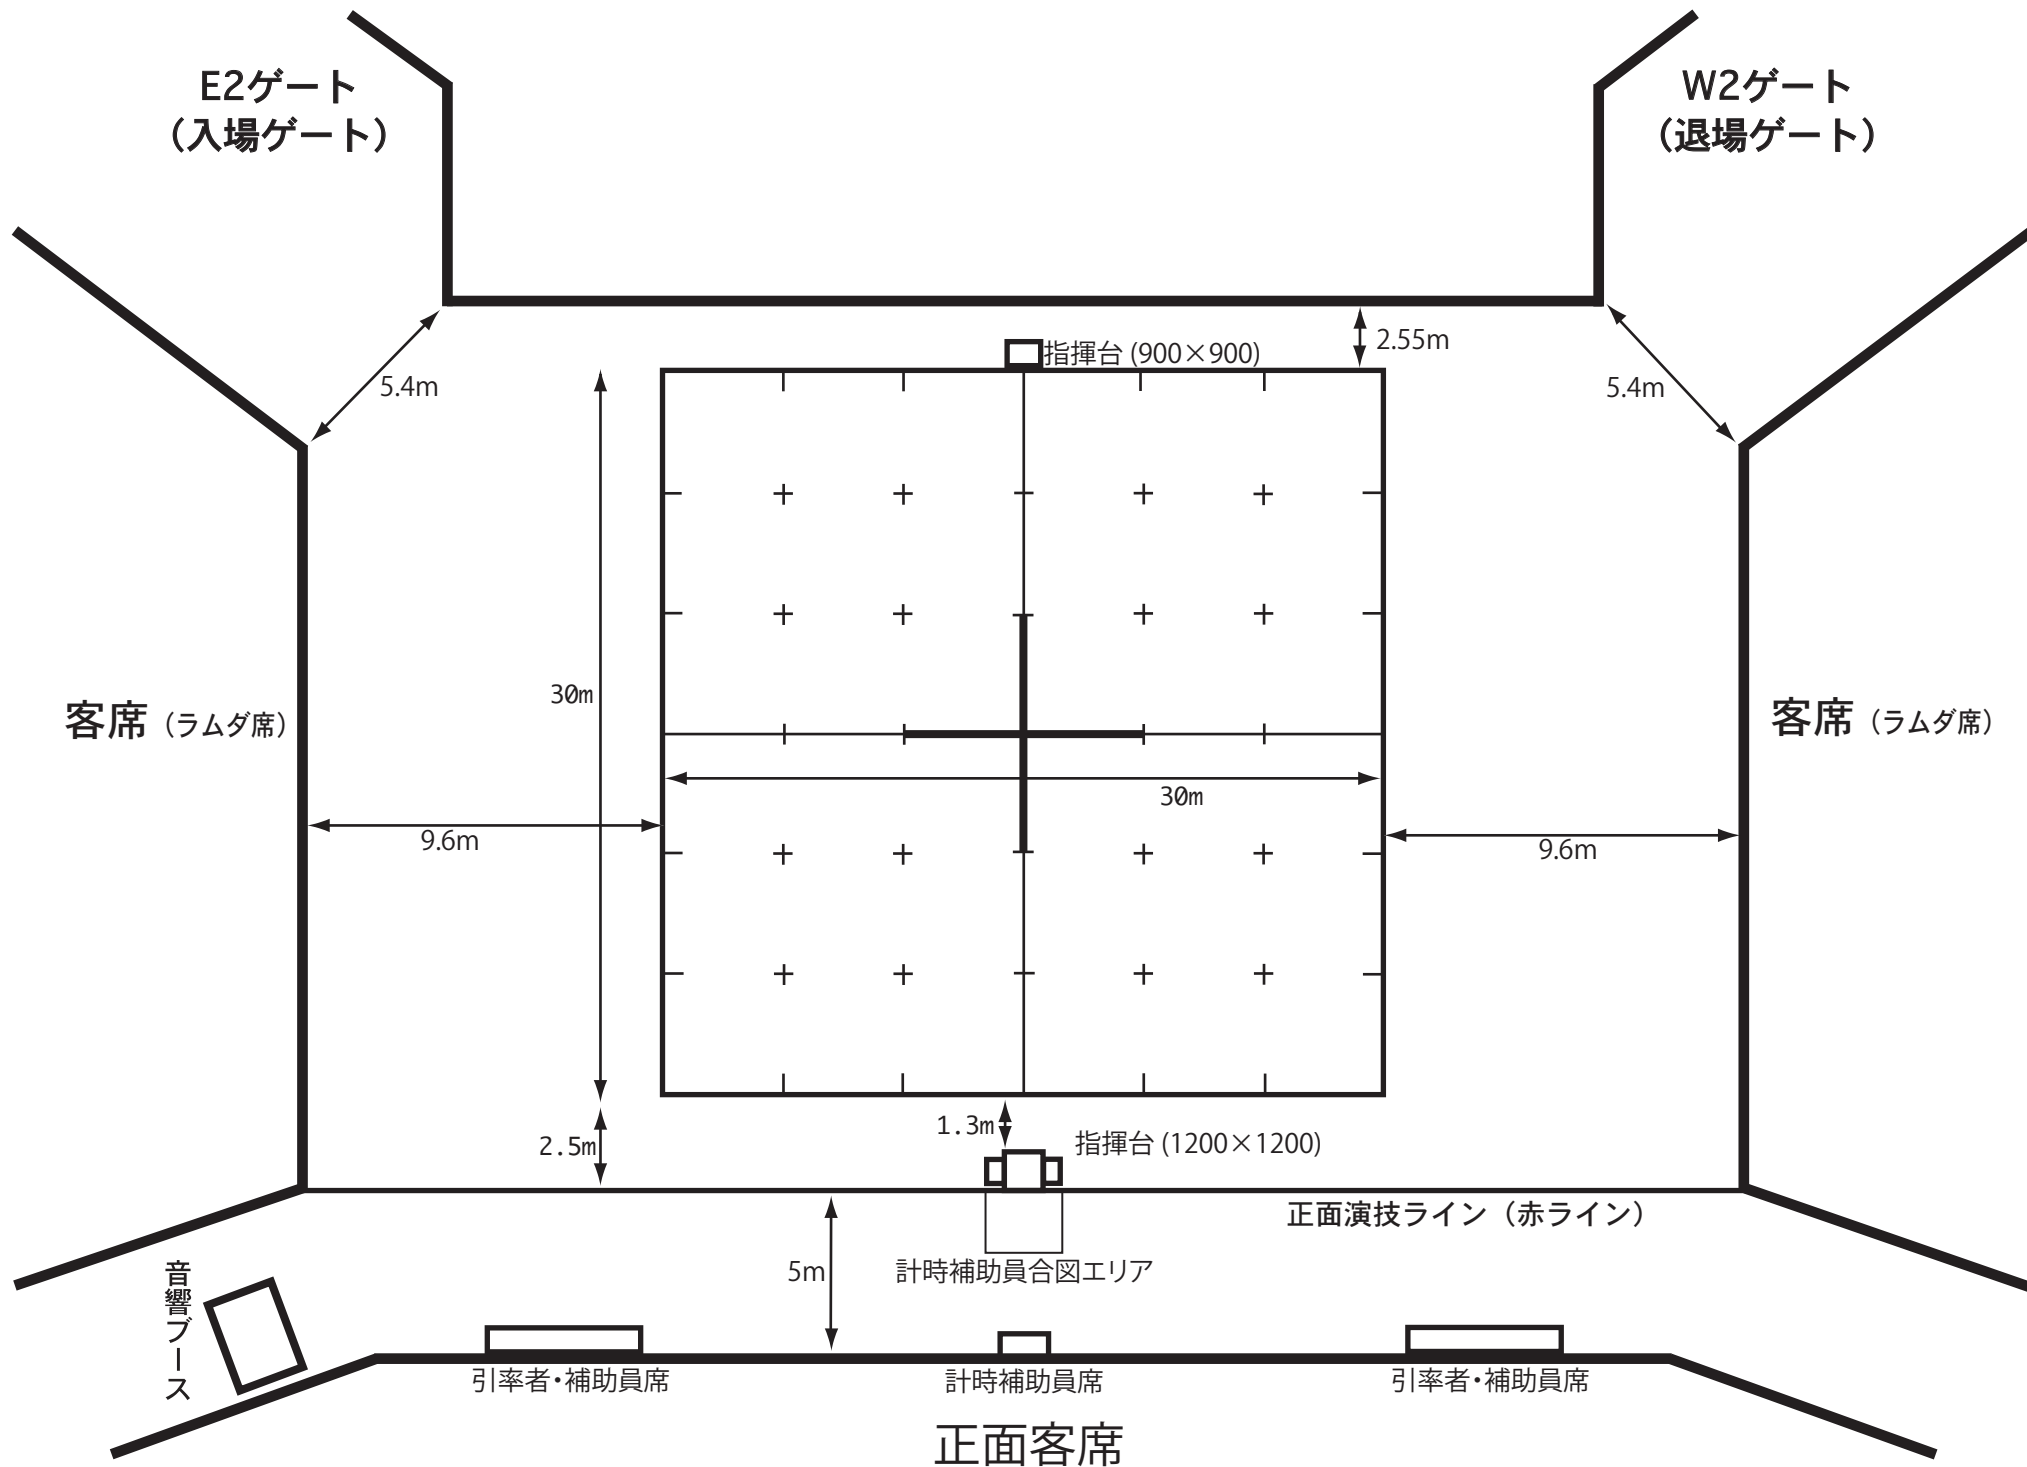 E2ゲート
（入場ゲート）
W2ゲート
（退場ゲート）
2.55m
指揮台 (900×900)
5.4m
5.4m
30m
客席（ラムダ席）
客席（ラムダ席）
30m
9.6m
9.6m
1.3m
2.5m
指揮台 (1200×1200)
正面演技ライン（赤ライン）
5m
計時補助員合図エリア
音響ブース
引率者・補助員席
計時補助員席
引率者・補助員席
正面客席